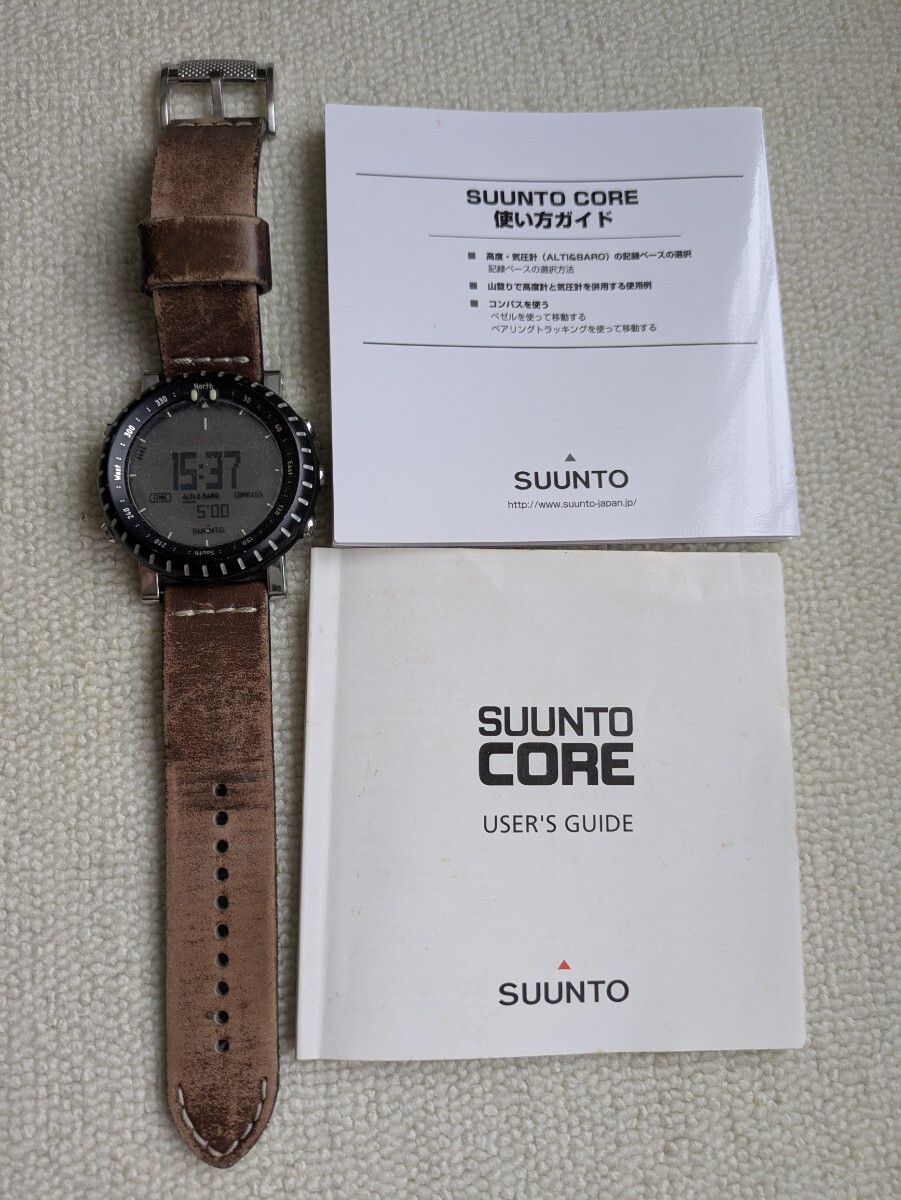 North
30
60
East
120
150
South
210
240
West
300
330
15:37
TIME ALTI & BARO COMPASS
5'00
SUUNTO
SUUNTO CORE
使い方ガイド
■ 高度・気圧計（ALTI&BARO）の記録ベースの選択
記録ベースの選択方法
■ 山登りで高度計と気圧計を併用する使用例
■ コンパスを使う
ベゼルを使って移動する
ベアリングトラッキングを使って移動する
SUUNTO
http://www.suunto-japan.jp/
SUUNTO
CORE
USER'S GUIDE
SUUNTO